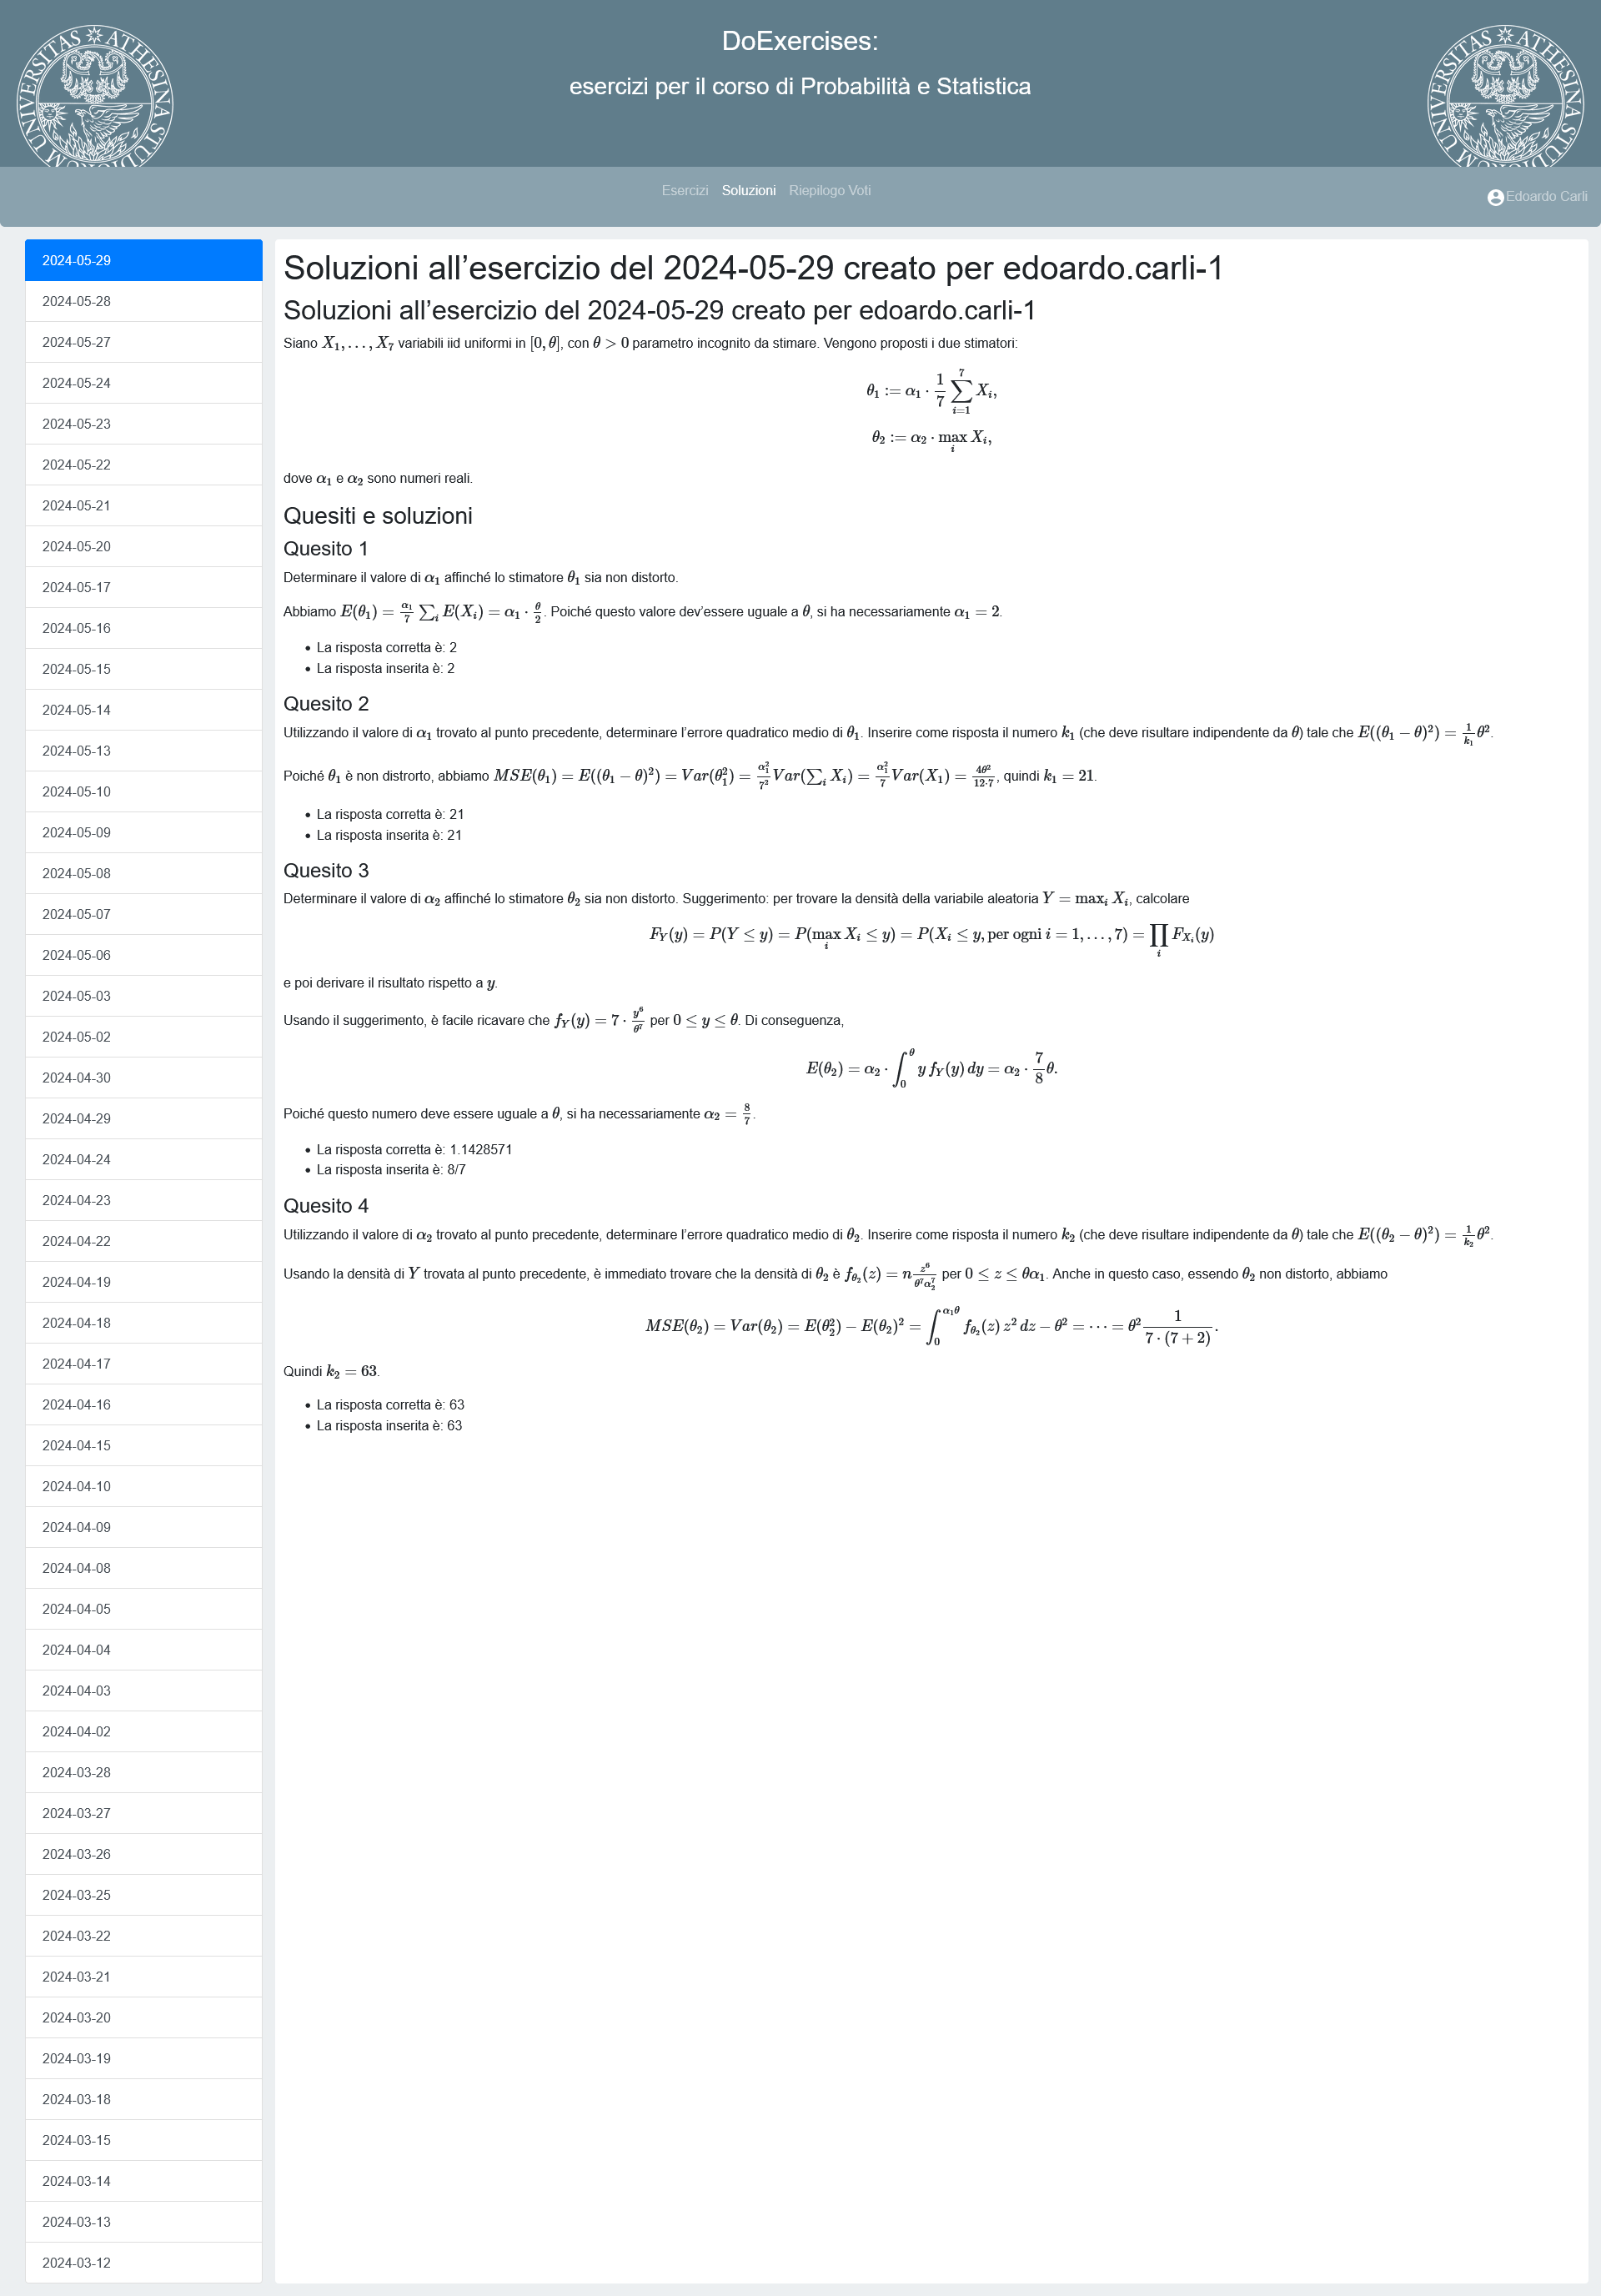 UNIVERSITAS ATHESINA STUDIORUM
DoExercises:
esercizi per il corso di Probabilità e Statistica
UNIVERSITAS ATHESINA STUDIORUM
Esercizi Soluzioni Riepilogo Voti
Edoardo Carli
2024-05-29
2024-05-28
2024-05-27
2024-05-24
2024-05-23
2024-05-22
2024-05-21
2024-05-20
2024-05-17
2024-05-16
2024-05-15
2024-05-14
2024-05-13
2024-05-10
2024-05-09
2024-05-08
2024-05-07
2024-05-06
2024-05-03
2024-05-02
2024-04-30
2024-04-29
2024-04-24
2024-04-23
2024-04-22
2024-04-19
2024-04-18
2024-04-17
2024-04-16
2024-04-15
2024-04-10
2024-04-09
2024-04-08
2024-04-05
2024-04-04
2024-04-03
2024-04-02
2024-03-28
2024-03-27
2024-03-26
2024-03-25
2024-03-22
2024-03-21
2024-03-20
2024-03-19
2024-03-18
2024-03-15
2024-03-14
2024-03-13
2024-03-12
Soluzioni all’esercizio del 2024-05-29 creato per edoardo.carli-1
Soluzioni all’esercizio del 2024-05-29 creato per edoardo.carli-1
Siano $X_1, \ldots, X_7$ variabili iid uniformi in $[0, \theta]$, con $\theta > 0$ parametro incognito da stimare. Vengono proposti i due stimatori:
$\theta_1 := \alpha_1 \cdot \frac{1}{7} \sum_{i=1}^{7} X_i,$
$\theta_2 := \alpha_2 \cdot \max_i X_i,$
dove $\alpha_1$ e $\alpha_2$ sono numeri reali.
Quesiti e soluzioni
Quesito 1
Determinare il valore di $\alpha_1$ affinché lo stimatore $\theta_1$ sia non distorto.
Abbiamo $E(\theta_1) = \frac{\alpha_1}{7} \sum_i E(X_i) = \alpha_1 \cdot \frac{\theta}{2}$. Poiché questo valore dev’essere uguale a $\theta$, si ha necessariamente $\alpha_1 = 2$.
• La risposta corretta è: 2
• La risposta inserita è: 2
Quesito 2
Utilizzando il valore di $\alpha_1$ trovato al punto precedente, determinare l’errore quadratico medio di $\theta_1$. Inserire come risposta il numero $k_1$ (che deve risultare indipendente da $\theta$) tale che $E((\theta_1 - \theta)^2) = \frac{1}{k_1}\theta^2$.
Poiché $\theta_1$ è non distrorto, abbiamo $MSE(\theta_1) = E((\theta_1 - \theta)^2) = Var(\theta_1^2) = \frac{\alpha_1^2}{7^2} Var(\sum_i X_i) = \frac{\alpha_1^2}{7} Var(X_1) = \frac{4\theta^2}{12 \cdot 7}$, quindi $k_1 = 21$.
• La risposta corretta è: 21
• La risposta inserita è: 21
Quesito 3
Determinare il valore di $\alpha_2$ affinché lo stimatore $\theta_2$ sia non distorto. Suggerimento: per trovare la densità della variabile aleatoria $Y = \max_i X_i$, calcolare
$F_Y(y) = P(Y \leq y) = P(\max_i X_i \leq y) = P(X_i \leq y, \text{per ogni } i = 1, \ldots, 7) = \prod_i F_{X_i}(y)$
e poi derivare il risultato rispetto a $y$.
Usando il suggerimento, è facile ricavare che $f_Y(y) = 7 \cdot \frac{y^6}{\theta^7}$ per $0 \leq y \leq \theta$. Di conseguenza,
$E(\theta_2) = \alpha_2 \cdot \int_0^\theta y \, f_Y(y) \, dy = \alpha_2 \cdot \frac{7}{8}\theta.$
Poiché questo numero deve essere uguale a $\theta$, si ha necessariamente $\alpha_2 = \frac{8}{7}$.
• La risposta corretta è: 1.1428571
• La risposta inserita è: 8/7
Quesito 4
Utilizzando il valore di $\alpha_2$ trovato al punto precedente, determinare l’errore quadratico medio di $\theta_2$. Inserire come risposta il numero $k_2$ (che deve risultare indipendente da $\theta$) tale che $E((\theta_2 - \theta)^2) = \frac{1}{k_2}\theta^2$.
Usando la densità di $Y$ trovata al punto precedente, è immediato trovare che la densità di $\theta_2$ è $f_{\theta_2}(z) = n\frac{z^6}{\theta^7 \alpha_2^7}$ per $0 \leq z \leq \theta\alpha_1$. Anche in questo caso, essendo $\theta_2$ non distorto, abbiamo
$MSE(\theta_2) = Var(\theta_2) = E(\theta_2^2) - E(\theta_2)^2 = \int_0^{\alpha_1\theta} f_{\theta_2}(z) \, z^2 \, dz - \theta^2 = \cdots = \theta^2 \frac{1}{7 \cdot (7 + 2)}.$
Quindi $k_2 = 63$.
• La risposta corretta è: 63
• La risposta inserita è: 63